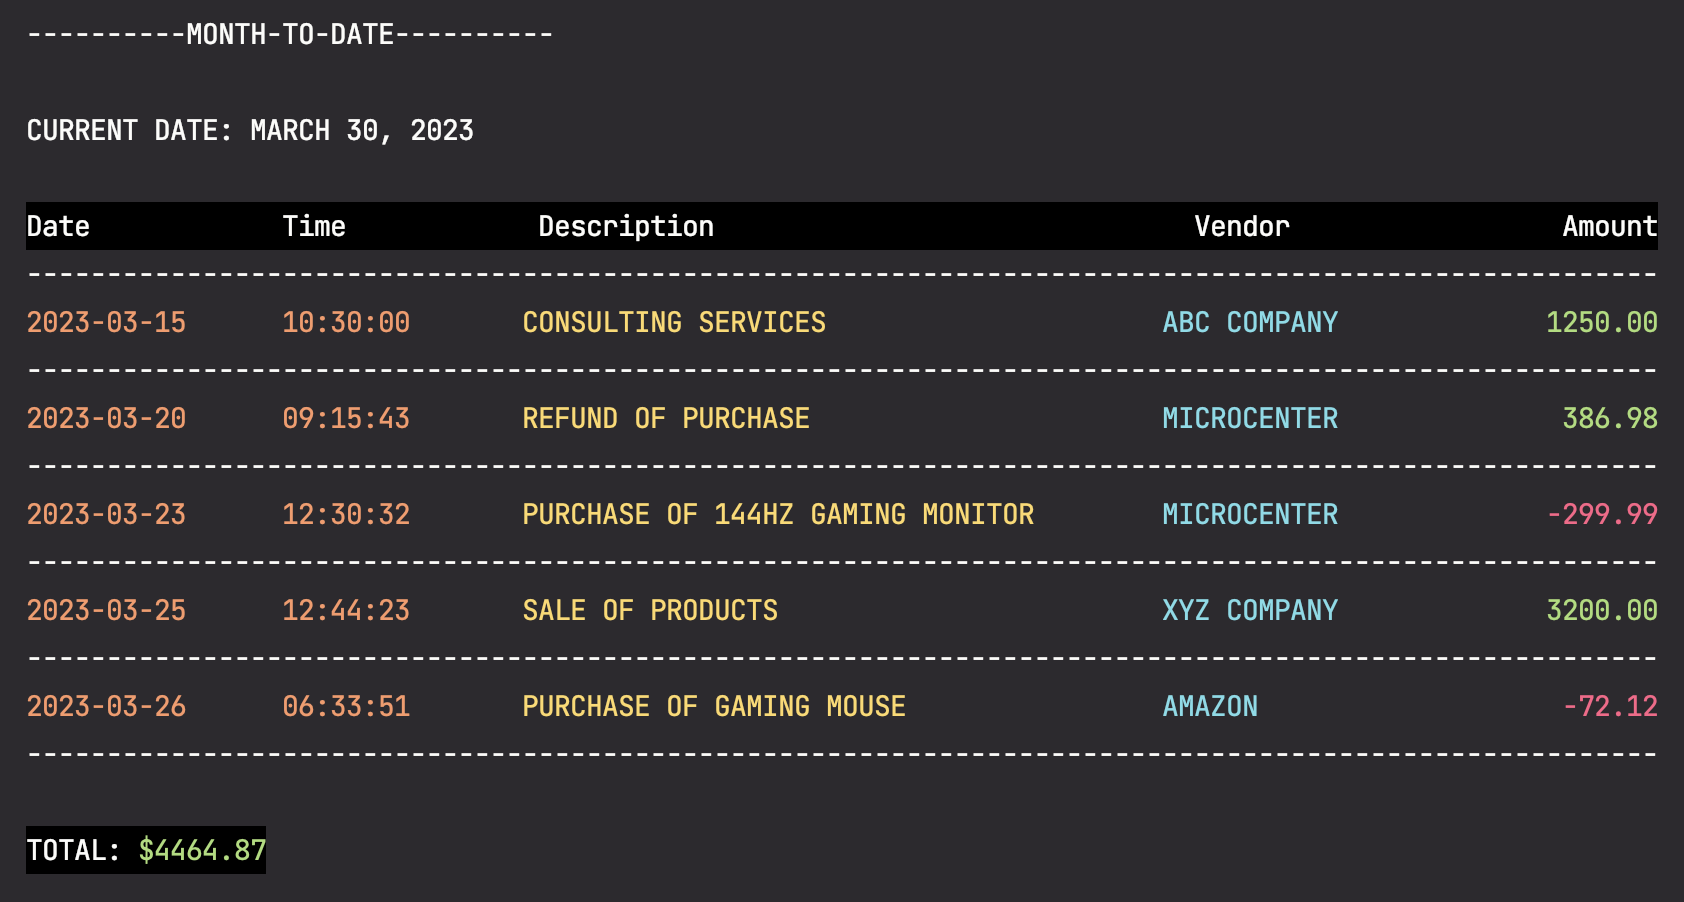 ----------MONTH-TO-DATE----------
CURRENT DATE: MARCH 30, 2023
Date Time Description Vendor Amount
------------------------------------------------------------------------------------------------------
2023-03-15 10:30:00 CONSULTING SERVICES ABC COMPANY 1250.00
------------------------------------------------------------------------------------------------------
2023-03-20 09:15:43 REFUND OF PURCHASE MICROCENTER 386.98
------------------------------------------------------------------------------------------------------
2023-03-23 12:30:32 PURCHASE OF 144HZ GAMING MONITOR MICROCENTER -299.99
------------------------------------------------------------------------------------------------------
2023-03-25 12:44:23 SALE OF PRODUCTS XYZ COMPANY 3200.00
------------------------------------------------------------------------------------------------------
2023-03-26 06:33:51 PURCHASE OF GAMING MOUSE AMAZON -72.12
------------------------------------------------------------------------------------------------------
TOTAL: $4464.87